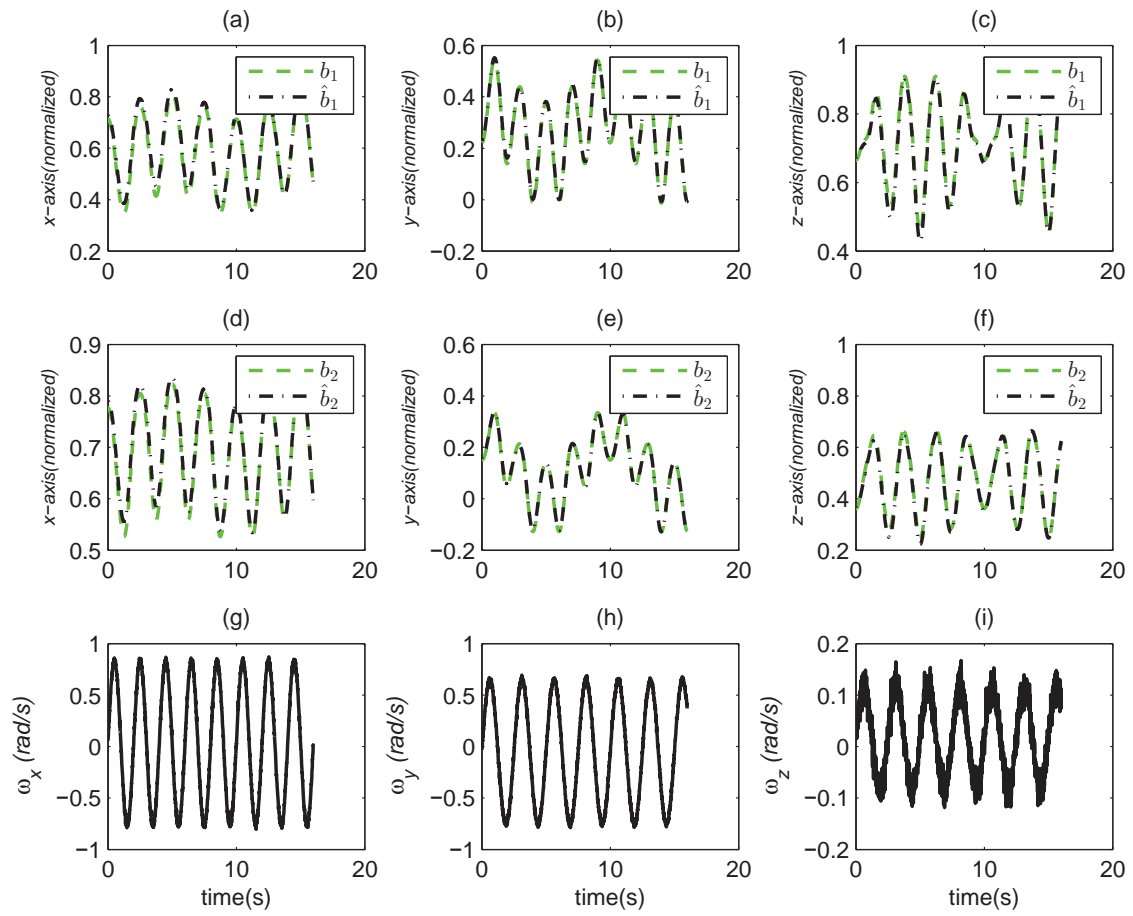 (a)
x−axis(normalized)
1
0.8
0.6
0.4
0.2
0
10
20
b₁
b̂₁
(b)
y−axis(normalized)
0.6
0.4
0.2
0
−0.2
0
10
20
b₁
b̂₁
(c)
z−axis(normalized)
1
0.8
0.6
0.4
0
10
20
b₁
b̂₁
(d)
x−axis(normalized)
0.9
0.8
0.7
0.6
0.5
0
10
20
b₂
b̂₂
(e)
y−axis(normalized)
0.6
0.4
0.2
0
−0.2
0
10
20
b₂
b̂₂
(f)
z−axis(normalized)
1
0.8
0.6
0.4
0.2
0
10
20
b₂
b̂₂
(g)
ω_x (rad/s)
1
0.5
0
−0.5
−1
0
10
20
time(s)
(h)
ω_y (rad/s)
1
0.5
0
−0.5
−1
0
10
20
time(s)
(i)
ω_z (rad/s)
0.2
0.1
0
−0.1
−0.2
0
10
20
time(s)